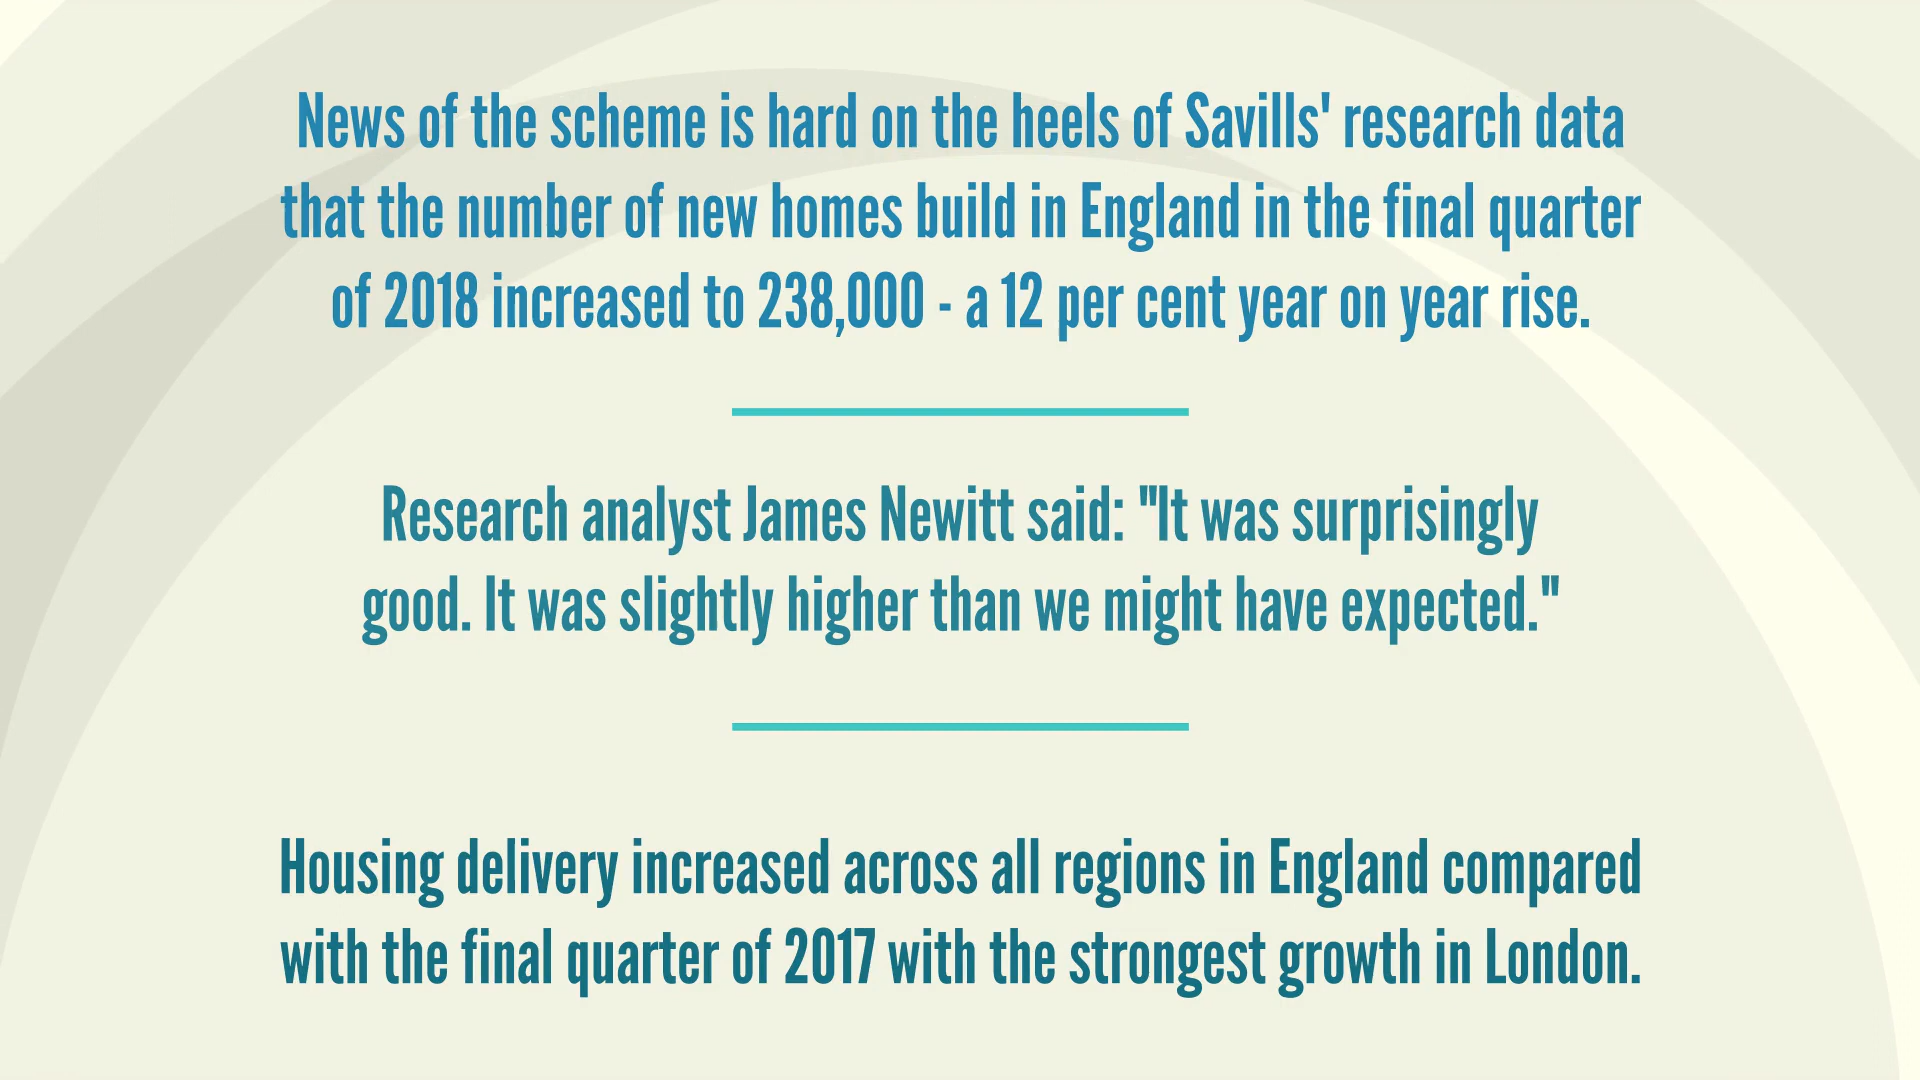 News of the scheme is hard on the heels of Savills' research data
that the number of new homes build in England in the final quarter
of 2018 increased to 238,000 - a 12 per cent year on year rise.
Research analyst James Newitt said: "It was surprisingly
good. It was slightly higher than we might have expected."
Housing delivery increased across all regions in England compared
with the final quarter of 2017 with the strongest growth in London.